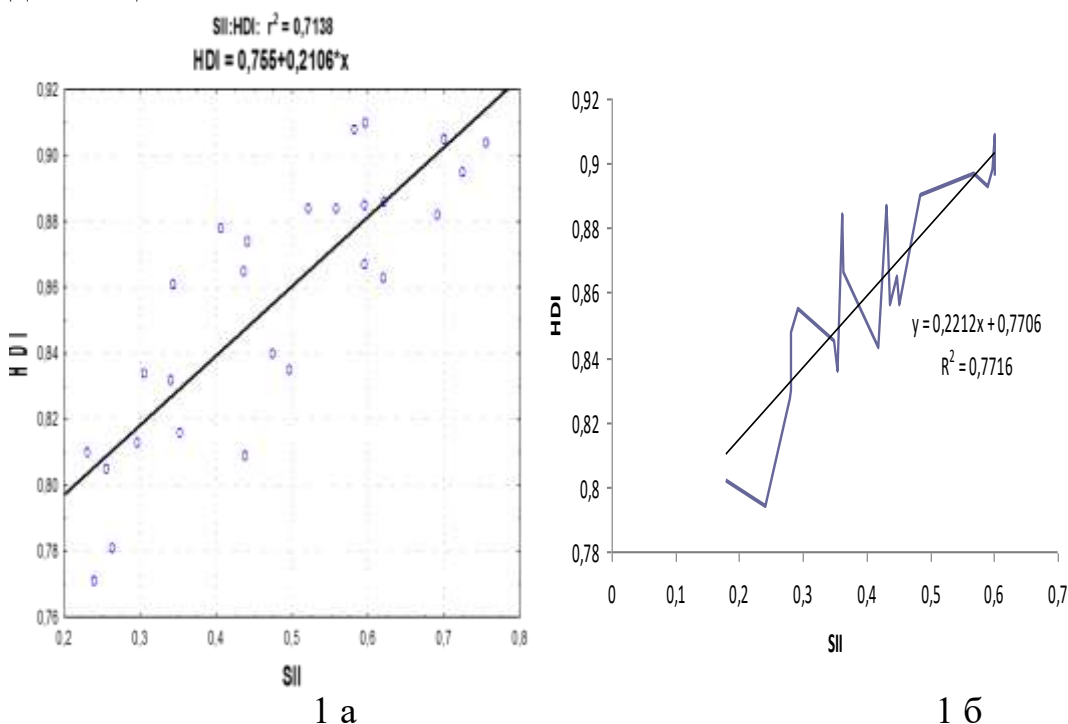 SII:HDI: r² = 0,7138
HDI = 0,755+0,2106*x
0,92
0,90
0,88
0,86
0,84
0,82
0,80
0,78
0,76
HDI
0,2 0,3 0,4 0,5 0,6 0,7 0,8
SII
1 а
0,92
0,9
0,88
0,86
0,84
0,82
0,8
0,78
HDI
y = 0,2212x + 0,7706
R² = 0,7716
0 0,1 0,2 0,3 0,4 0,5 0,6 0,7
SII
1 б